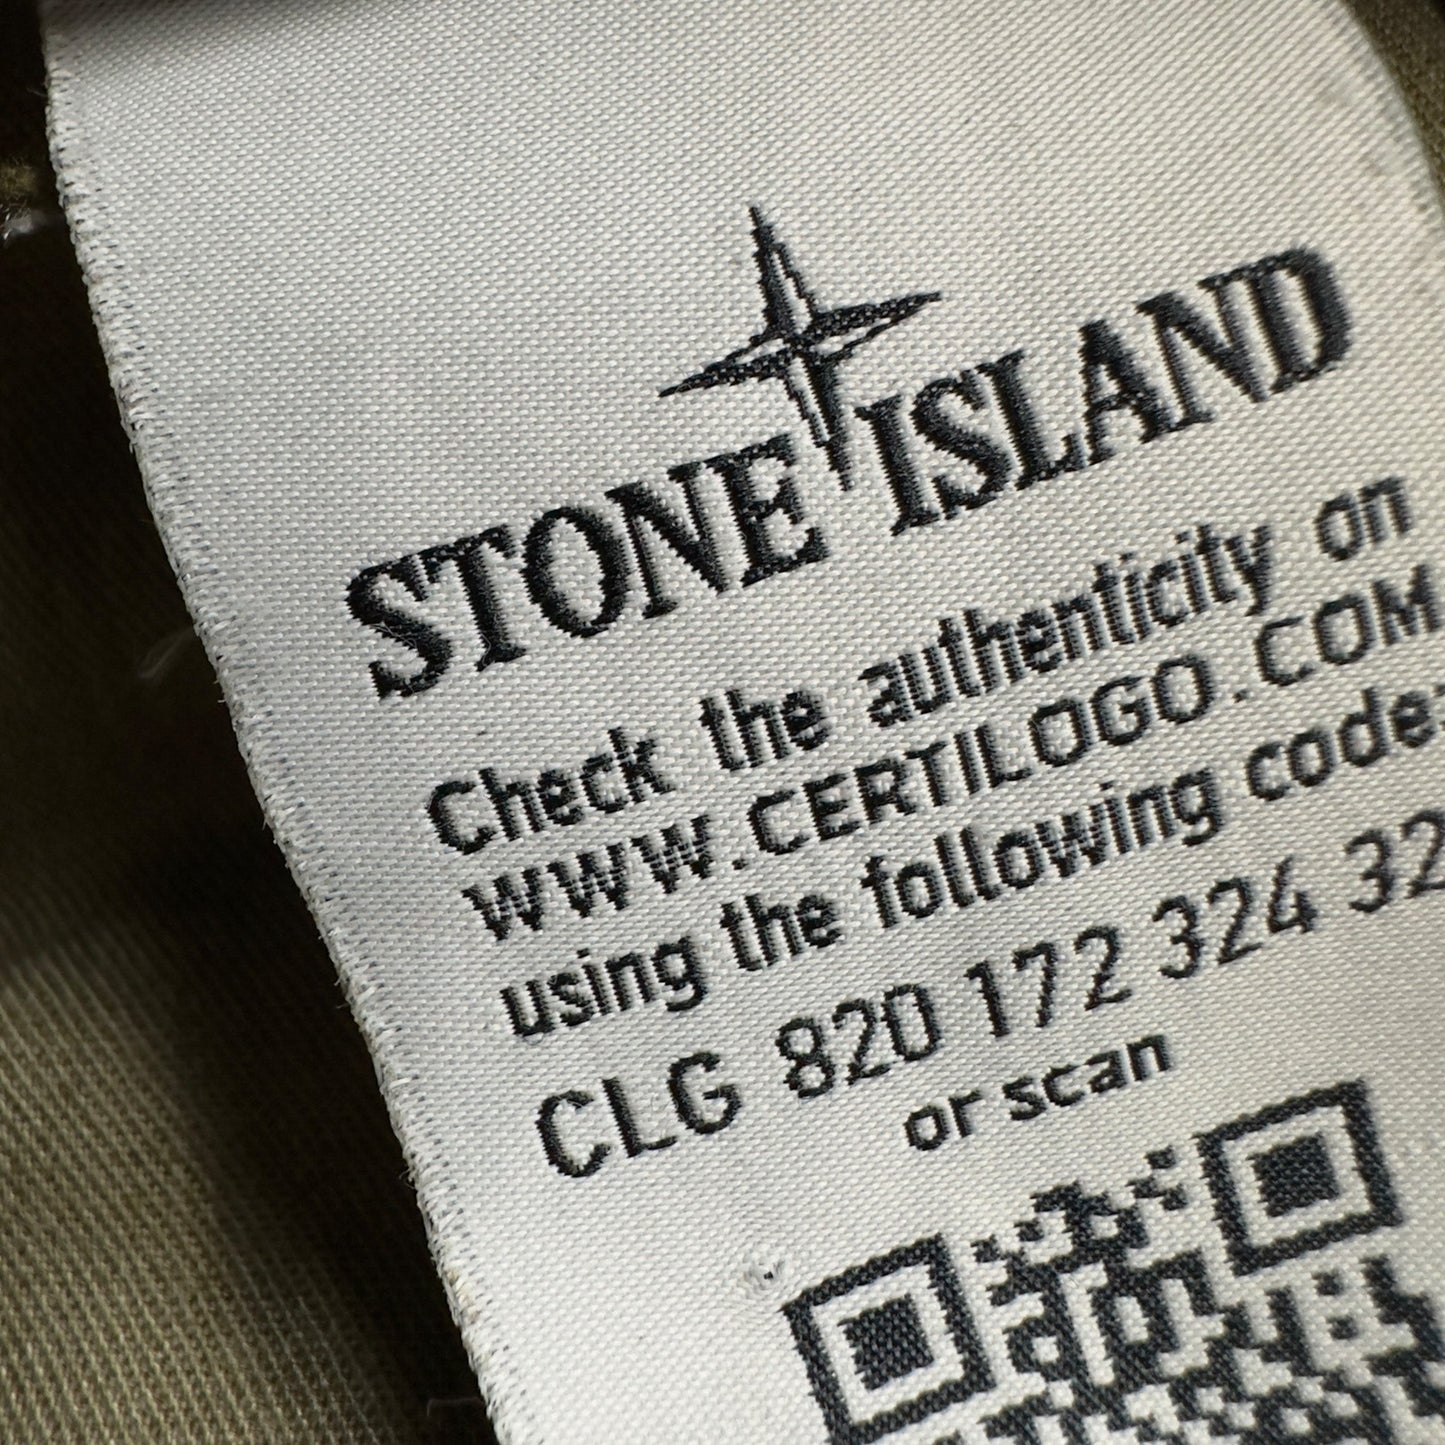 STONE ISLAND
Check the authenticity on
WWW.CERTILOGO.COM
using the following code:
CLG 820 172 324 32
or scan